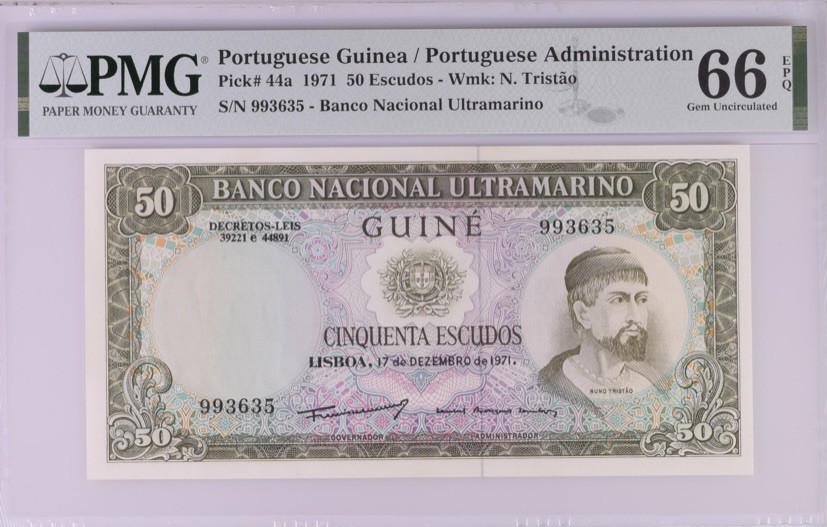 PMG®
PAPER MONEY GUARANTY
Portuguese Guinea / Portuguese Administration
Pick# 44a 1971 50 Escudos - Wmk: N. Tristão
S/N 993635 - Banco Nacional Ultramarino
66
EPQ
Gem Uncirculated
50
BANCO NACIONAL ULTRAMARINO
50
DECRETOS-LEIS
39221 e 44891
GUINÉ
993635
CINQUENTA ESCUDOS
LISBOA, 17 de DEZEMBRO de 1971.
NUNO TRISTÃO
993635
GOVERNADOR
ADMINISTRADOR
50
50